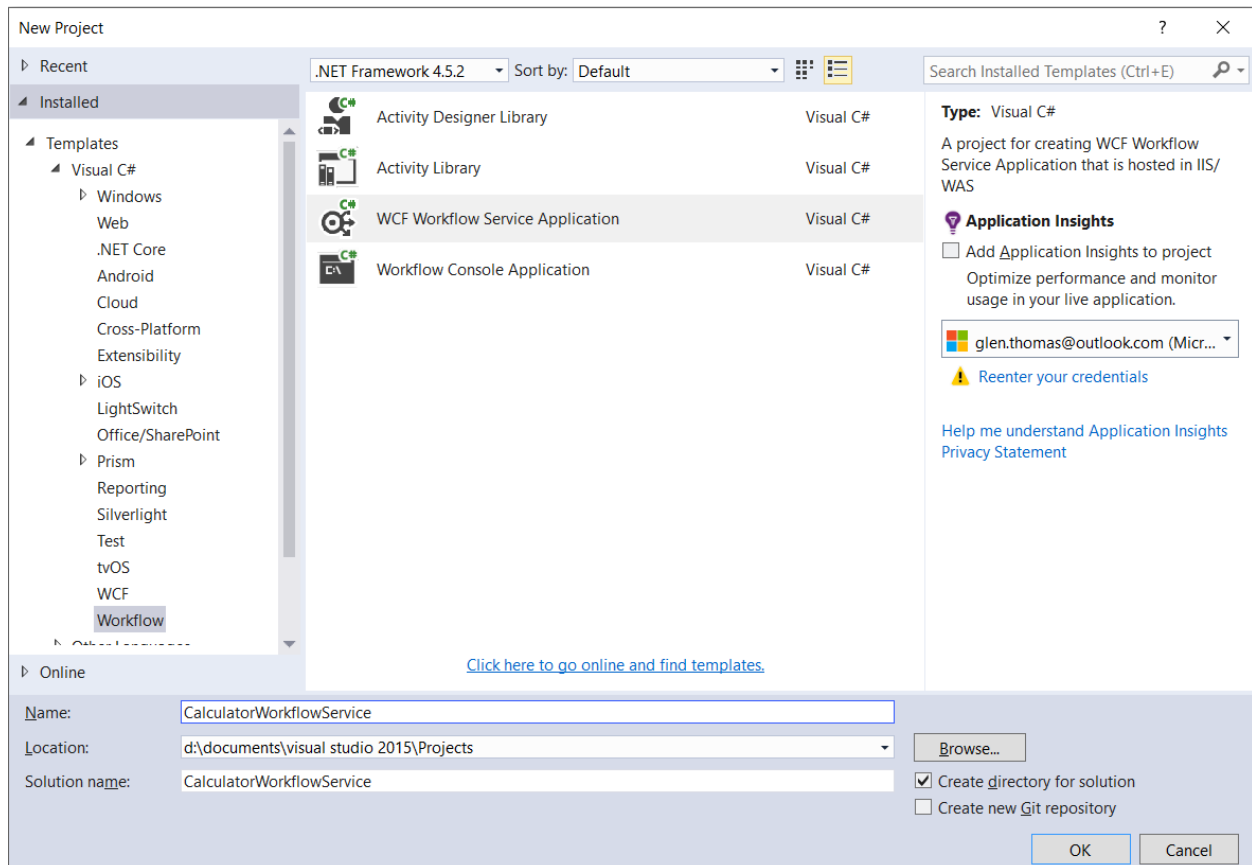 New Project
?
Recent
Installed
.NET Framework 4.5.2
Sort by: Default
Search Installed Templates (Ctrl+E)
Templates
Visual C#
Windows
Web
.NET Core
Android
Cloud
Cross-Platform
Extensibility
iOS
LightSwitch
Office/SharePoint
Prism
Reporting
Silverlight
Test
tvOS
WCF
Workflow
Other Languages
Online
C#
Activity Designer Library Visual C#
C#
Activity Library Visual C#
C#
WCF Workflow Service Application Visual C#
C#
C:\
Workflow Console Application Visual C#
Click here to go online and find templates.
Type: Visual C#
A project for creating WCF Workflow
Service Application that is hosted in IIS/
WAS
Application Insights
Add Application Insights to project
Optimize performance and monitor
usage in your live application.
glen.thomas@outlook.com (Micr...
Reenter your credentials
Help me understand Application Insights
Privacy Statement
Name: CalculatorWorkflowService
Location: d:\documents\visual studio 2015\Projects
Browse...
Solution name: CalculatorWorkflowService
Create directory for solution
Create new Git repository
OK Cancel